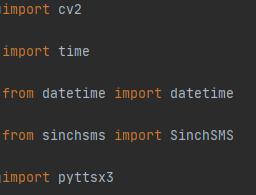 import cv2
import time
from datetime import datetime
from sinchsms import SinchSMS
import pyttsx3